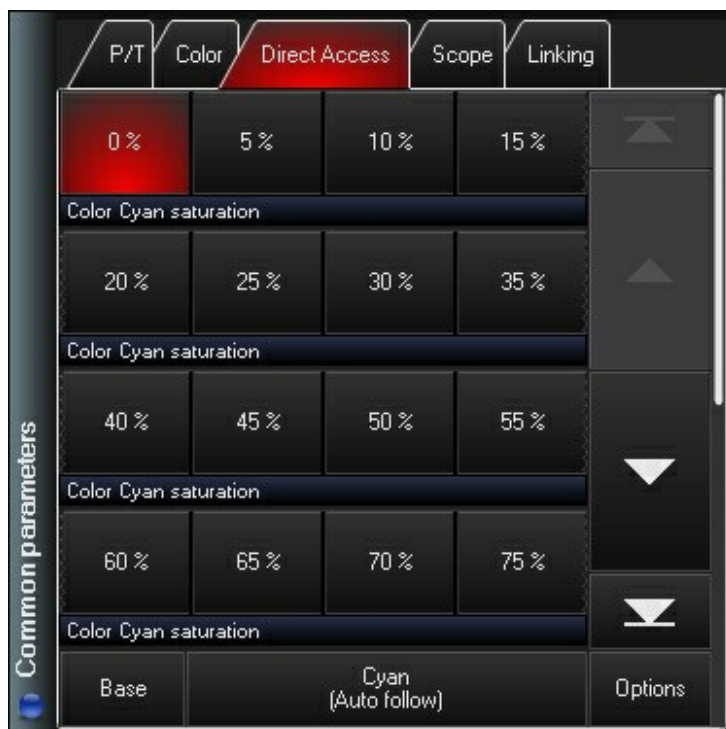 P/T Color Direct Access Scope Linking
0 % 5 % 10 % 15 %
Color Cyan saturation
20 % 25 % 30 % 35 %
Color Cyan saturation
40 % 45 % 50 % 55 %
Color Cyan saturation
60 % 65 % 70 % 75 %
Color Cyan saturation
Base Cyan Options
(Auto follow)
Common parameters